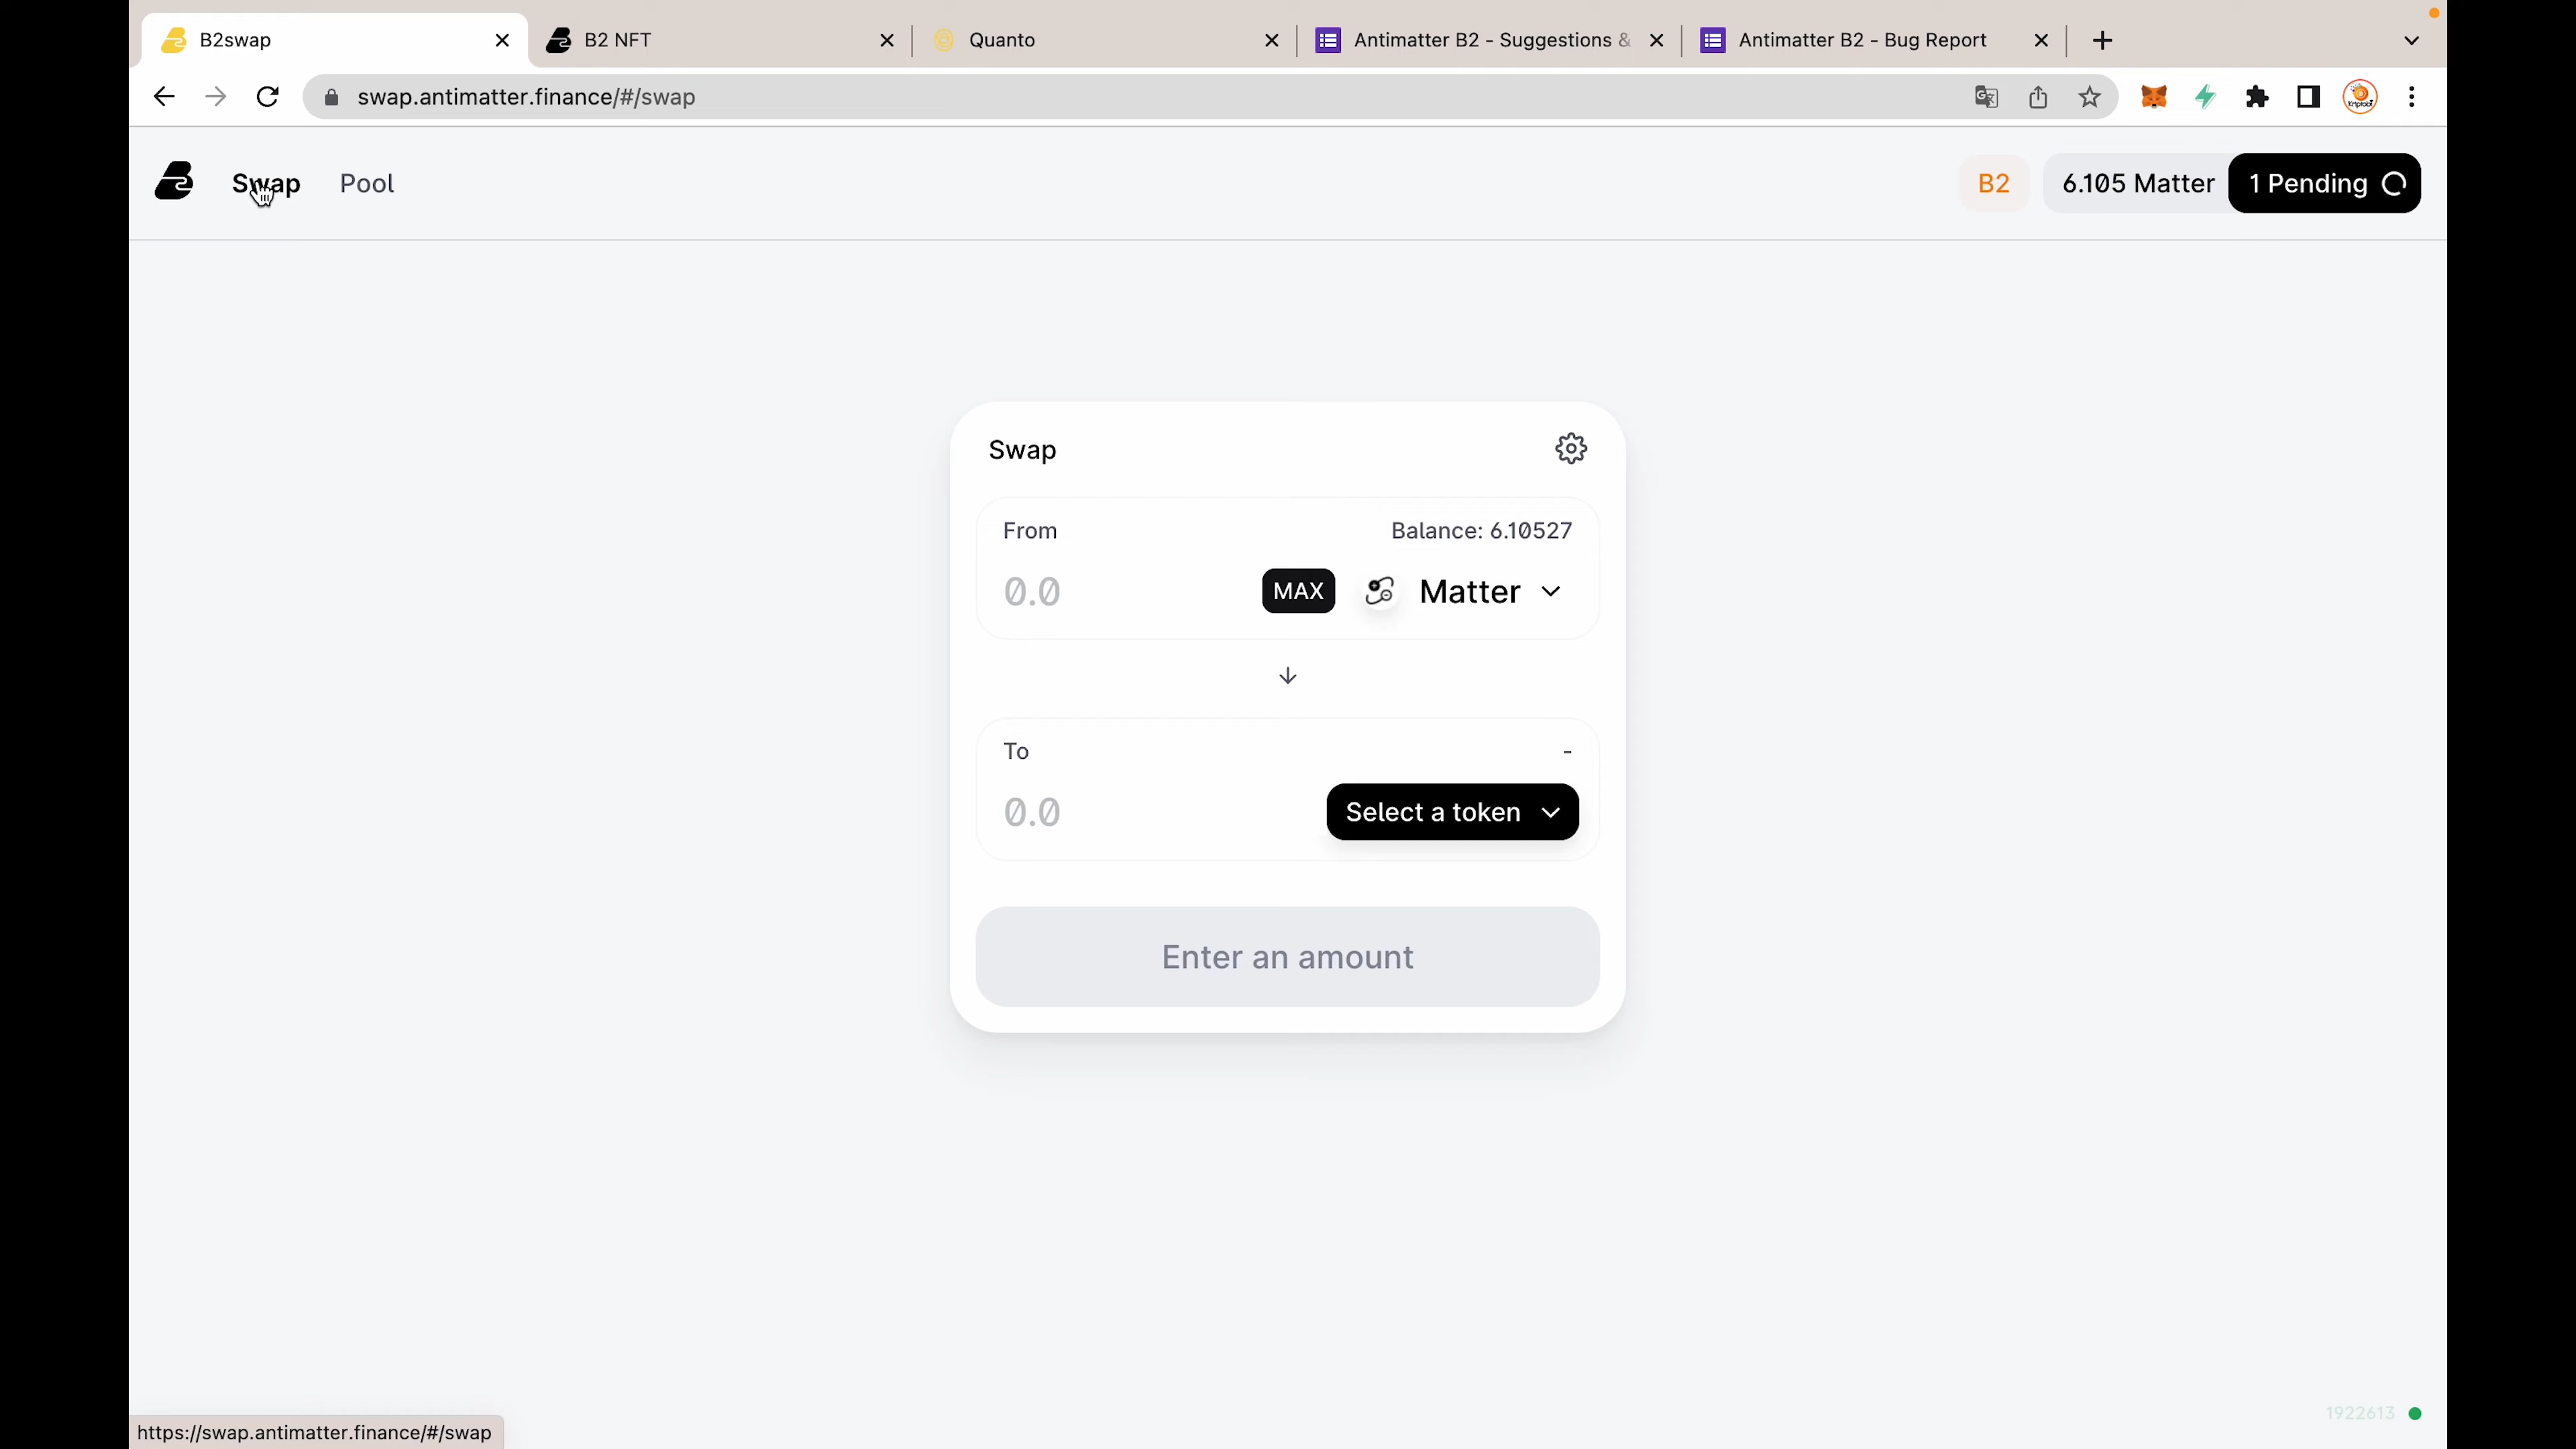 B2swap
B2 NFT
Quanto
Antimatter B2 - Suggestions &
Antimatter B2 - Bug Report
swap.antimatter.finance/#/swap
Swap
Pool
B2
6.105 Matter
1 Pending
Swap
From
Balance: 6.10527
0.0
MAX
Matter
To
-
0.0
Select a token
Enter an amount
1922613
https://swap.antimatter.finance/#/swap